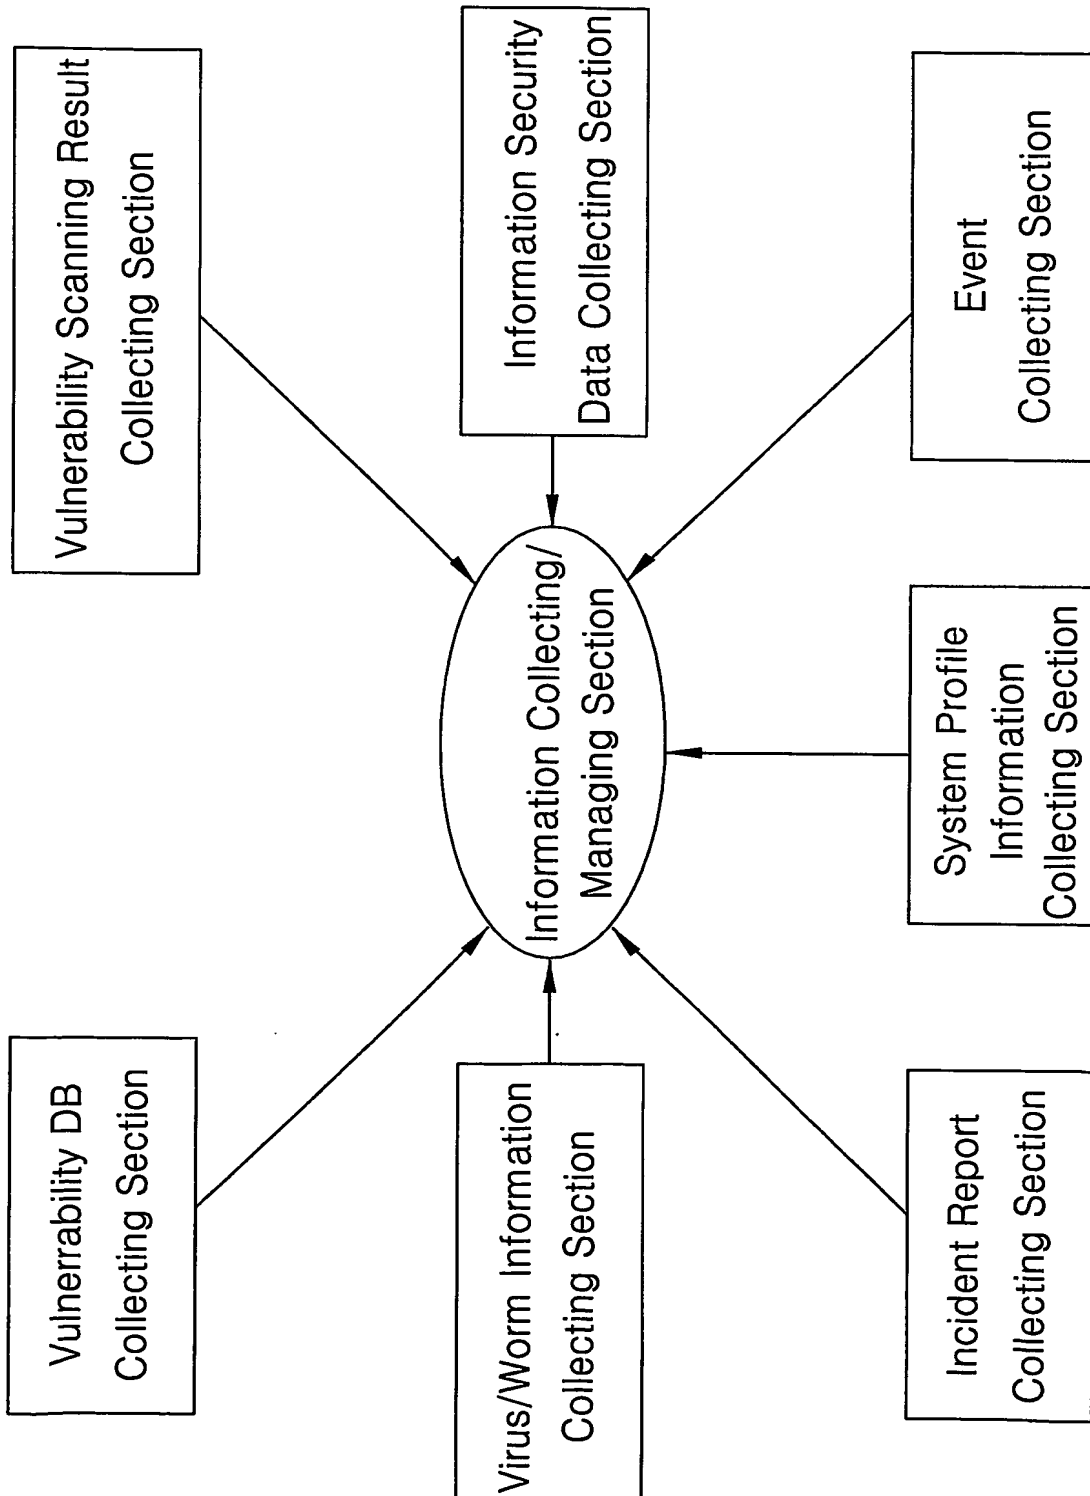 Vulnerrability DB
Collecting Section
Vulnerability Scanning Result
Collecting Section
Virus/Worm Information
Collecting Section
Information Collecting/
Managing Section
Information Security
Data Collecting Section
Incident Report
Collecting Section
System Profile
Information
Collecting Section
Event
Collecting Section